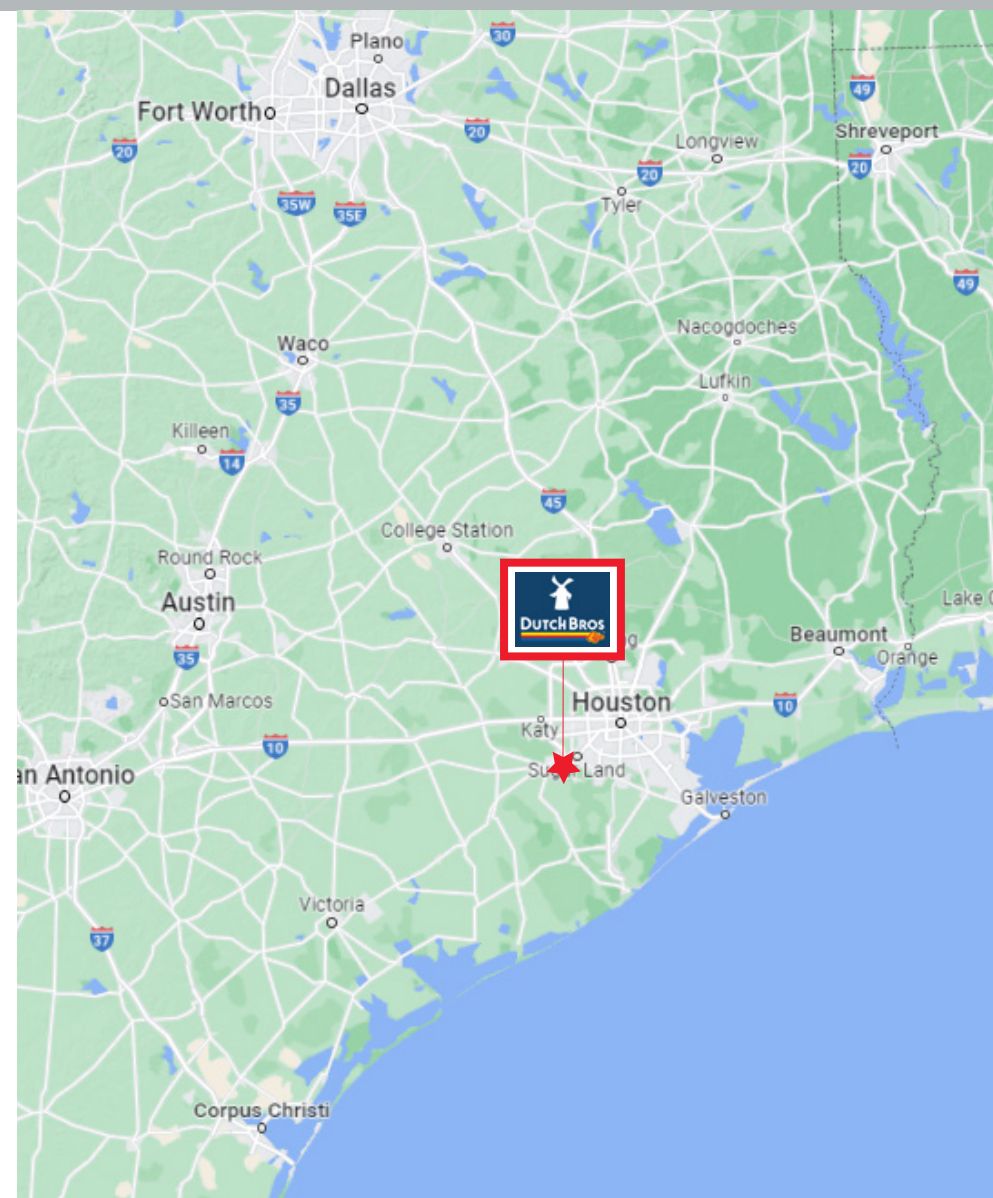 Plano
30
Dallas
Fort Worth
49
20
20
Longview
Shreveport
20
20
Tyler
35W
35E
49
Nacogdoches
Waco
Lufkin
35
Killeen
14
45
College Station
Round Rock
DUTCH BROS
Austin
Lake
Beaumont
35
Orange
San Marcos
Houston
10
Katy
10
an Antonio
Land
Galveston
Victoria
37
Corpus Christi